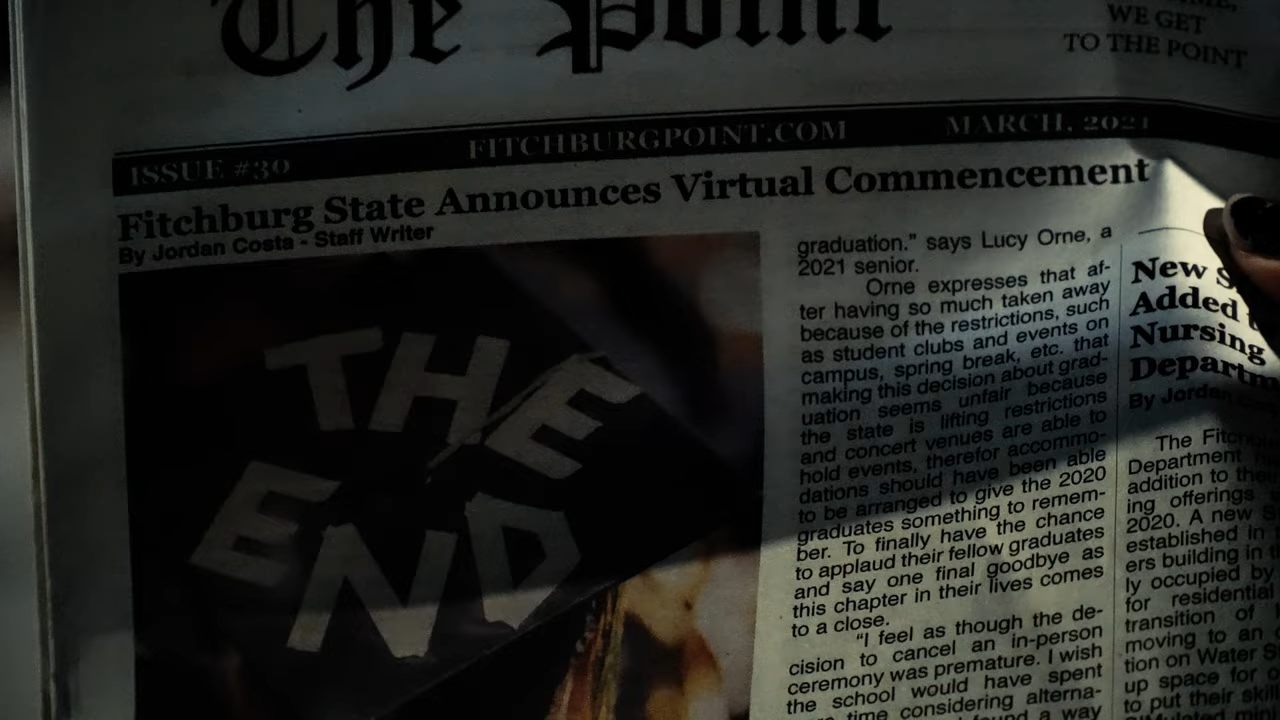 The Point
WE GET
TO THE POINT
ISSUE #30
FITCHBURGPOINT.COM
MARCH, 2021
Fitchburg State Announces Virtual Commencement
By Jordan Costa - Staff Writer
THE
END
graduation." says Lucy Orne, a
2021 senior.
Orne expresses that af-
ter having so much taken away
because of the restrictions, such
as student clubs and events on
campus, spring break, etc. that
making this decision about grad-
uation seems unfair because
the state is lifting restrictions
and concert venues are able to
hold events, therefor accommo-
dations should have been able
to be arranged to give the 2020
graduates something to remem-
ber. To finally have the chance
to applaud their fellow graduates
and say one final goodbye as
this chapter in their lives comes
to a close.
"I feel as though the de-
cision to cancel an in-person
ceremony was premature. I wish
the school would have spent
time considering alterna-
found a way
New
Added
Nursing
By Jordan
The
Department
addition to
ing offerings
2020. A new
established in
ers building in
ly occupied by
for residential
transition of
moving to an
tion on Water
up space for
to put their